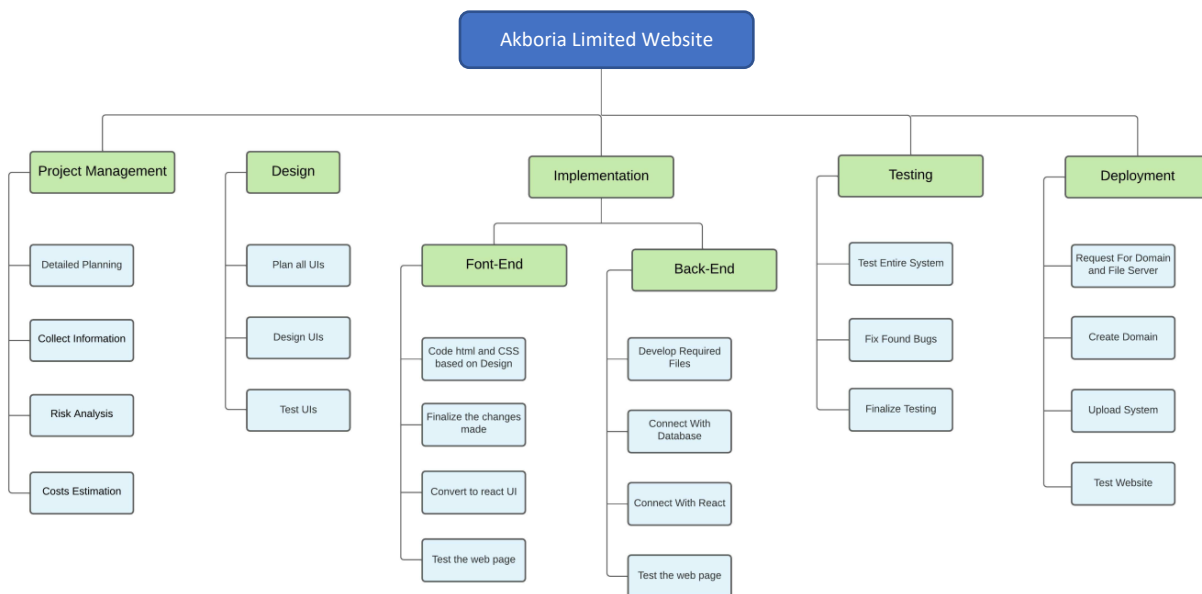 Akboria Limited Website
Project Management
Detailed Planning
Collect Information
Risk Analysis
Costs Estimation
Design
Plan all UIs
Design UIs
Test UIs
Implementation
Font-End
Code html and CSS
based on Design
Finalize the changes
made
Convert to react UI
Test the web page
Back-End
Develop Required
Files
Connect With
Database
Connect With React
Test the web page
Testing
Test Entire System
Fix Found Bugs
Finalize Testing
Deployment
Request For Domain
and File Server
Create Domain
Upload System
Test Website